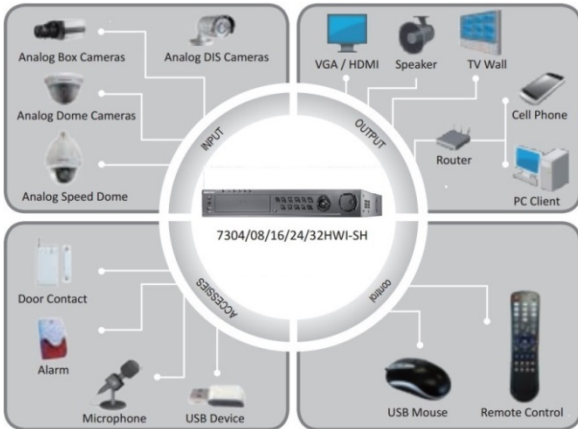 Analog Box Cameras
Analog DIS Cameras
Analog Dome Cameras
Analog Speed Dome
INPUT
VGA / HDMI
Speaker
TV Wall
Cell Phone
Router
PC Client
OUTPUT
7304/08/16/24/32HWI-SH
Door Contact
Alarm
Microphone
USB Device
ACCESSIES
control
USB Mouse
Remote Control